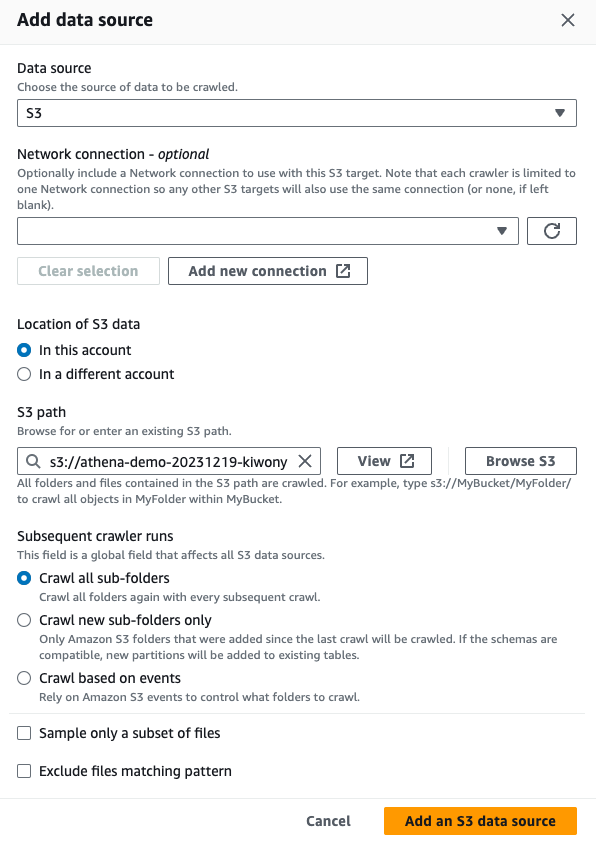 Add data source
Data source
Choose the source of data to be crawled.
S3
Network connection - optional
Optionally include a Network connection to use with this S3 target. Note that each crawler is limited to
one Network connection so any other S3 targets will also use the same connection (or none, if left
blank).
Clear selection
Add new connection
Location of S3 data
In this account
In a different account
S3 path
Browse for or enter an existing S3 path.
s3://athena-demo-20231219-kiwony
View
Browse S3
All folders and files contained in the S3 path are crawled. For example, type s3://MyBucket/MyFolder/
to crawl all objects in MyFolder within MyBucket.
Subsequent crawler runs
This field is a global field that affects all S3 data sources.
Crawl all sub-folders
Crawl all folders again with every subsequent crawl.
Crawl new sub-folders only
Only Amazon S3 folders that were added since the last crawl will be crawled. If the schemas are
compatible, new partitions will be added to existing tables.
Crawl based on events
Rely on Amazon S3 events to control what folders to crawl.
Sample only a subset of files
Exclude files matching pattern
Cancel
Add an S3 data source